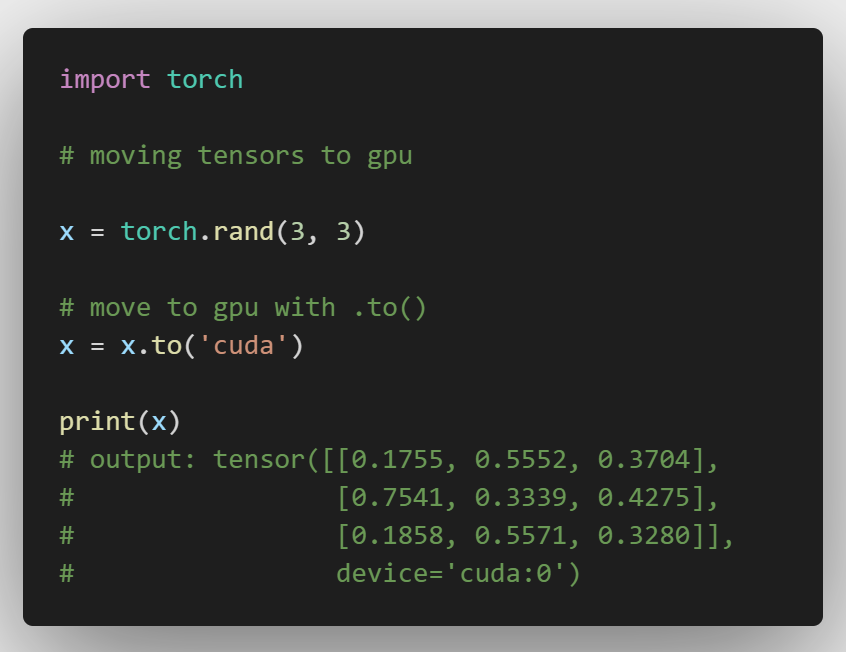 import torch
# moving tensors to gpu
x = torch.rand(3, 3)
# move to gpu with .to()
x = x.to('cuda')
print(x)
# output: tensor([[0.1755, 0.5552, 0.3704],
#                 [0.7541, 0.3339, 0.4275],
#                 [0.1858, 0.5571, 0.3280]],
#                 device='cuda:0')